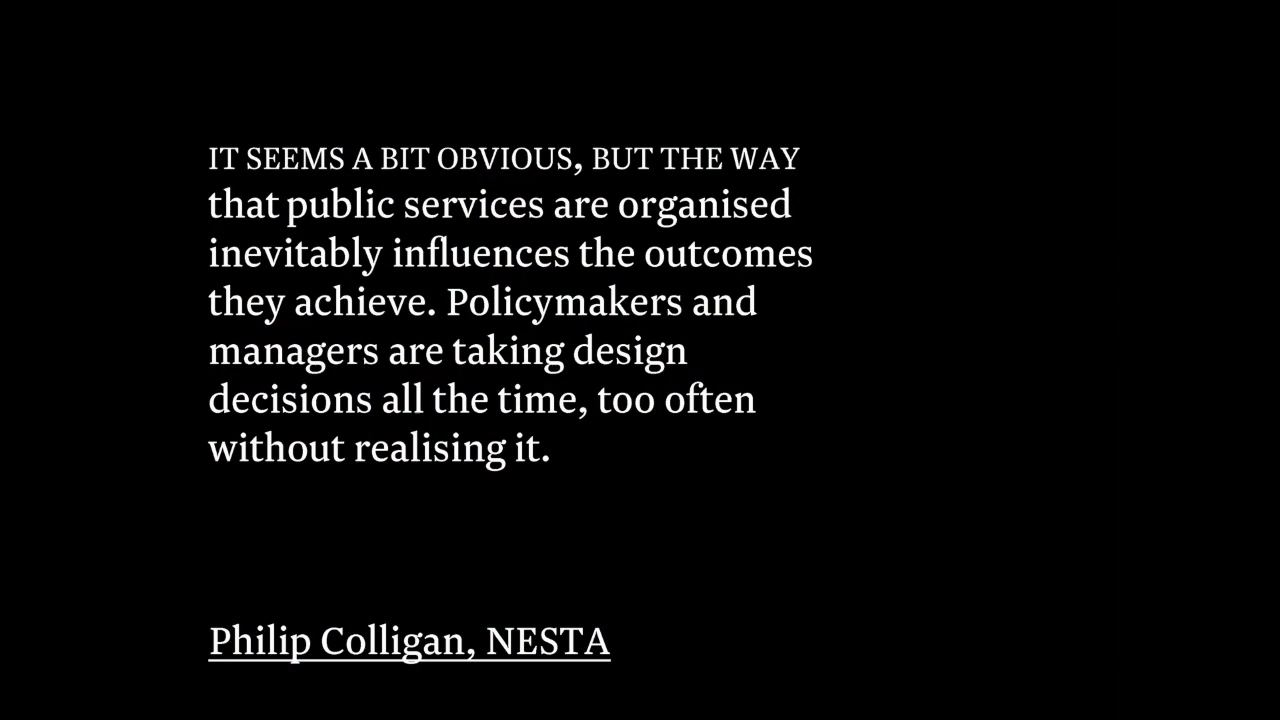 IT SEEMS A BIT OBVIOUS, BUT THE WAY
that public services are organised
inevitably influences the outcomes
they achieve. Policymakers and
managers are taking design
decisions all the time, too often
without realising it.
Philip Colligan, NESTA